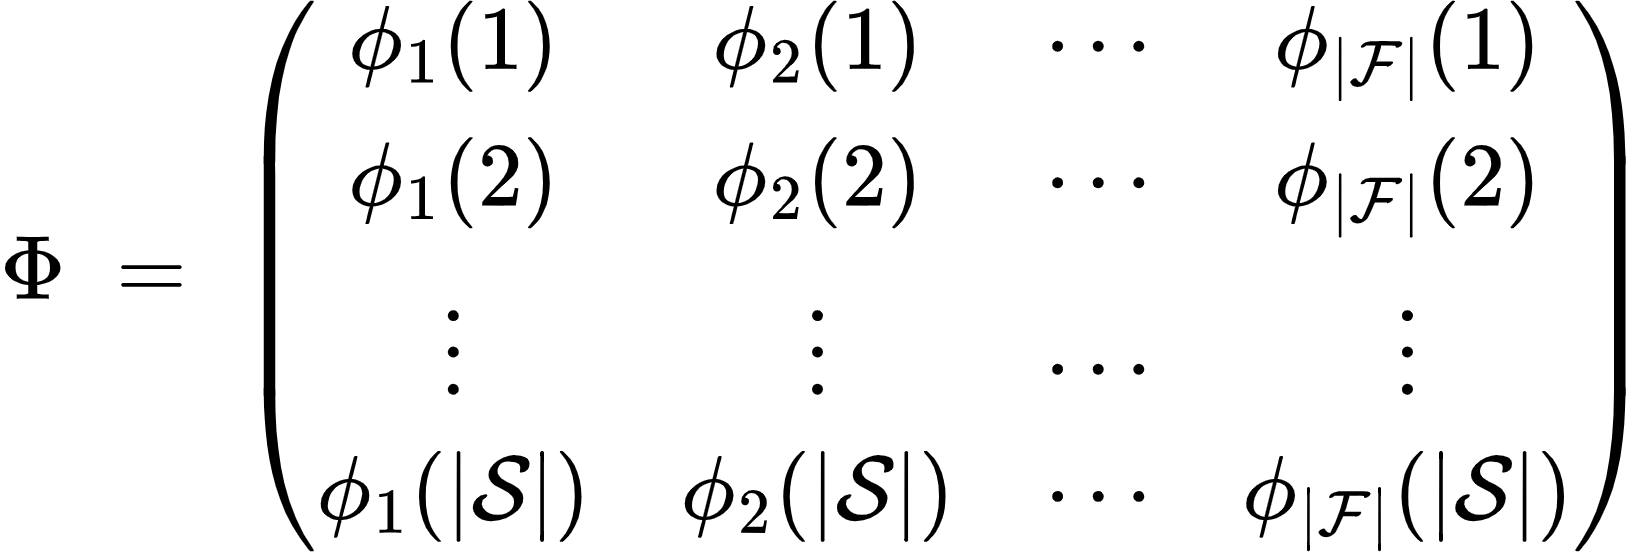 ϕ₁(1) ϕ₂(1) ⋯ ϕ_|𝓕|(1)
ϕ₁(2) ϕ₂(2) ⋯ ϕ_|𝓕|(2)
Φ =
⋮ ⋮ ⋯ ⋮
ϕ₁(|𝓢|) ϕ₂(|𝓢|) ⋯ ϕ_|𝓕|(|𝓢|)